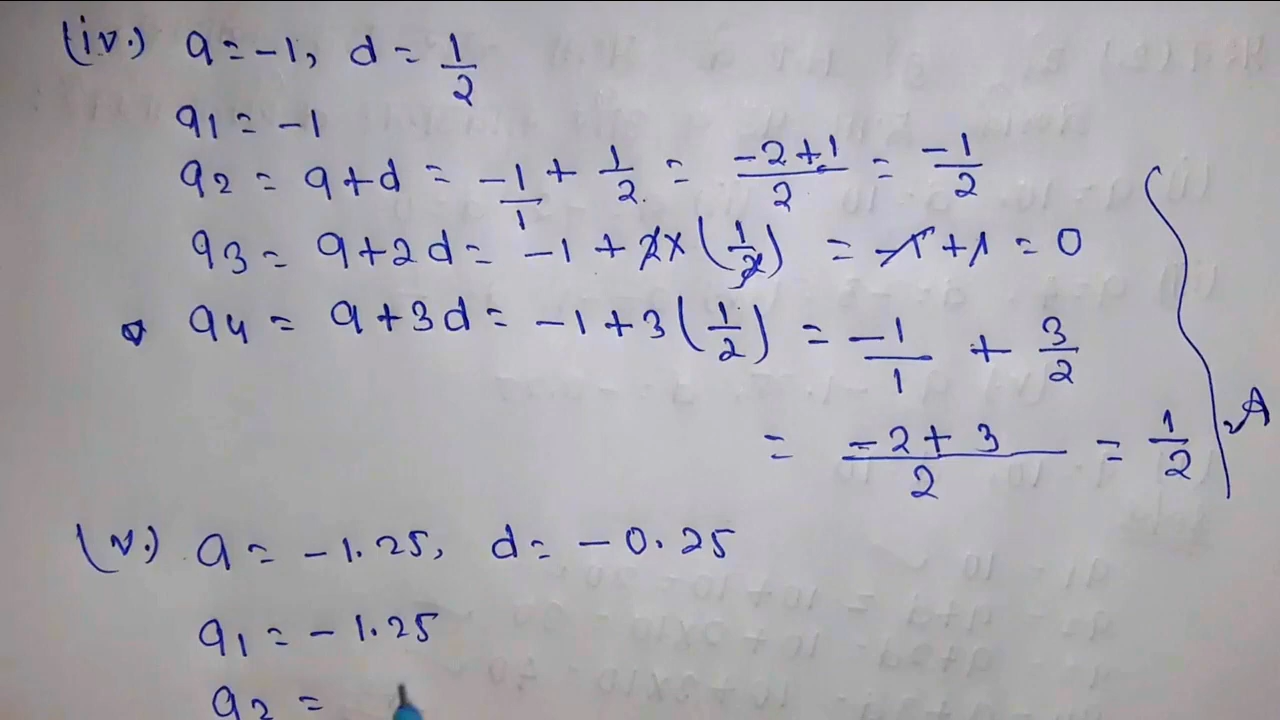 (iv.) a = -1, d = 1/2
a1 = -1
a2 = a+d = -1/1 + 1/2 = -2+1/2 = -1/2
a3 = a+2d = -1 + 2×(1/2) = -1+1 = 0
a4 = a+3d = -1+3(1/2) = -1/1 + 3/2
= -2+3/2 = 1/2
(v.) a = -1.25, d = -0.25
a1 = -1.25
a2 =